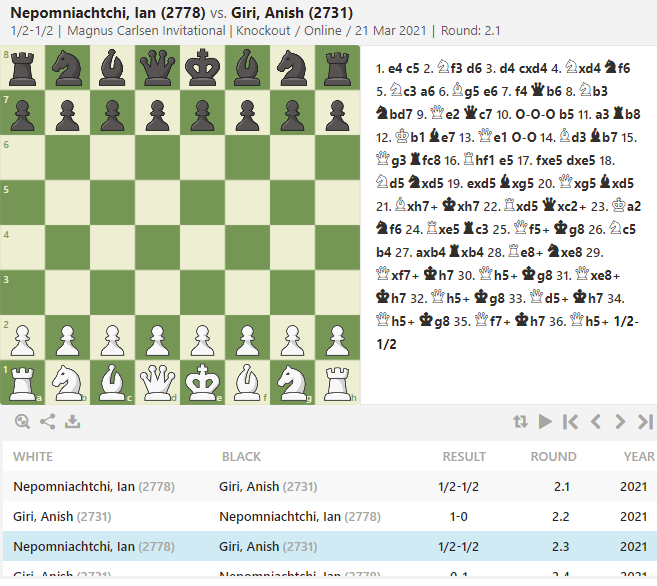 Nepomniachtchi, Ian (2778) vs. Giri, Anish (2731)
1/2-1/2 | Magnus Carlsen Invitational | Knockout / Online / 21 Mar 2021 | Round: 2.1
8
7
6
5
4
3
2
1
a b c d e f g h
1. e4 c5 2. ♘f3 d6 3. d4 cxd4 4. ♘xd4 ♞f6
5. ♘c3 a6 6. ♗g5 e6 7. f4 ♛b6 8. ♘b3
♞bd7 9. ♕e2 ♛c7 10. O-O-O b5 11. a3 ♜b8
12. ♔b1 ♝e7 13. ♕e1 O-O 14. ♗d3 ♝b7 15.
♕g3 ♜fc8 16. ♖hf1 e5 17. fxe5 dxe5 18.
♘d5 ♞xd5 19. exd5 ♝xg5 20. ♕xg5 ♝xd5
21. ♗xh7+ ♚xh7 22. ♖xd5 ♛xc2+ 23. ♔a2
♞f6 24. ♖xe5 ♜c3 25. ♕f5+ ♚g8 26. ♘c5
b4 27. axb4 ♜xb4 28. ♖e8+ ♞xe8 29.
♕xf7+ ♚h7 30. ♕h5+ ♚g8 31. ♕xe8+
♚h7 32. ♕h5+ ♚g8 33. ♕d5+ ♚h7 34.
♕h5+ ♚g8 35. ♕f7+ ♚h7 36. ♕h5+ 1/2-
1/2
WHITE BLACK RESULT ROUND YEAR
Nepomniachtchi, Ian (2778) Giri, Anish (2731) 1/2-1/2 2.1 2021
Giri, Anish (2731) Nepomniachtchi, Ian (2778) 1-0 2.2 2021
Nepomniachtchi, Ian (2778) Giri, Anish (2731) 1/2-1/2 2.3 2021
Giri, Anish (2731) Nepomniachtchi, Ian (2778) 0-1 2.4 2021